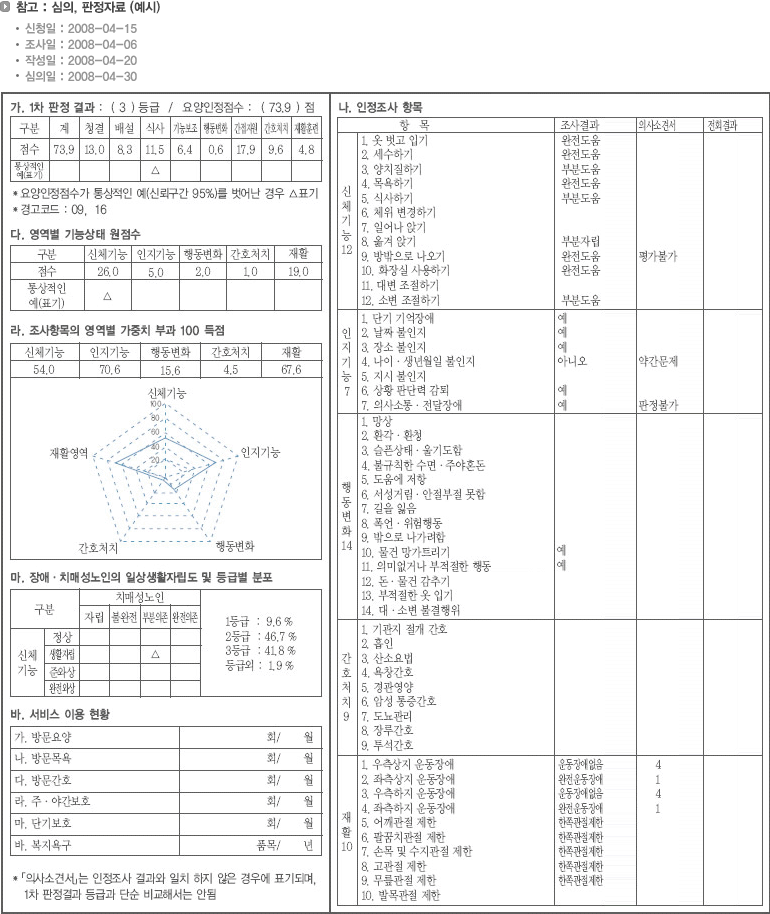 참고 : 심의, 판정자료 (예시)
• 신청일 : 2008-04-15
• 조사일 : 2008-04-06
• 작성일 : 2008-04-20
• 심의일 : 2008-04-30
가. 1차 판정 결과 : ( 3 ) 등급 / 요양인정점수 : ( 73.9 ) 점
구분 계 청결 배설 식사 기능보조 행동변화 간접지원 간호처치 재활훈련
점수 73.9 13.0 8.3 11.5 6.4 0.6 17.9 9.6 4.8
통상적인
예(표기) △
* 요양인정점수가 통상적인 예(신뢰구간 95%)를 벗어난 경우 △표기
* 경고코드 : 09, 16
다. 영역별 기능상태 원점수
구분 신체기능 인지기능 행동변화 간호처치 재활
점수 26.0 5.0 2.0 1.0 19.0
통상적인
예(표기) △
라. 조사항목의 영역별 가중치 부과 100 득점
신체기능 인지기능 행동변화 간호처치 재활
54.0 70.6 15.6 4.5 67.6
신체기능
100
80
60
40
20
재활영역
인지기능
간호처치
행동변화
마. 장애 · 치매성노인의 일상생활자립도 및 등급별 분포
구분 치매성노인
자립 불완전 부분의존 완전의존
신체
기능
정상
생활자립 △
준와상
완전와상
1등급 : 9.6 %
2등급 : 46.7 %
3등급 : 41.8 %
등급외 : 1.9 %
바. 서비스 이용 현황
가. 방문요양 회/ 월
나. 방문목욕 회/ 월
다. 방문간호 회/ 월
라. 주 · 야간보호 회/ 월
마. 단기보호 회/ 월
바. 복지욕구 품목/ 년
* 「의사소견서」는 인정조사 결과와 일치 하지 않은 경우에 표기되며,
1차 판정결과 등급과 단순 비교해서는 안됨
나. 인정조사 항목
항 목 조사결과 의사소견서 전회결과
신체기능12
1. 옷 벗고 입기 완전도움
2. 세수하기 완전도움
3. 양치질하기 부분도움
4. 목욕하기 완전도움
5. 식사하기 부분도움
6. 체위 변경하기
7. 일어나 앉기
8. 옮겨 앉기 부분자립
9. 방밖으로 나오기 완전도움 평가불가
10. 화장실 사용하기 완전도움
11. 대변 조절하기
12. 소변 조절하기 부분도움
인지기능7
1. 단기 기억장애 예
2. 날짜 불인지 예
3. 장소 불인지 예
4. 나이 · 생년월일 불인지 아니오 약간문제
5. 지시 불인지
6. 상황 판단력 감퇴 예
7. 의사소통 · 전달장애 예 판정불가
행동변화14
1. 망상
2. 환각 · 환청
3. 슬픈상태 · 울기도함
4. 불규칙한 수면 · 주야혼돈
5. 도움에 저항
6. 서성거림 · 안절부절 못함
7. 길을 잃음
8. 폭언 · 위험행동
9. 밖으로 나가려함
10. 물건 망가트리기 예
11. 의미없거나 부적절한 행동 예
12. 돈 · 물건 감추기
13. 부적절한 옷 입기
14. 대 · 소변 불결행위
간호처치9
1. 기관지 절개 간호
2. 흡인
3. 산소요법
4. 욕창간호
5. 경관영양
6. 암성 통증간호
7. 도뇨관리
8. 장루간호
9. 투석간호
재활10
1. 우측상지 운동장애 운동장애없음 4
2. 좌측상지 운동장애 완전운동장애 1
3. 우측하지 운동장애 운동장애없음 4
4. 좌측하지 운동장애 완전운동장애 1
5. 어깨관절 제한 한쪽관절제한
6. 팔꿈치관절 제한 한쪽관절제한
7. 손목 및 수지관절 제한 한쪽관절제한
8. 고관절 제한 한쪽관절제한
9. 무릎관절 제한 한쪽관절제한
10. 발목관절 제한